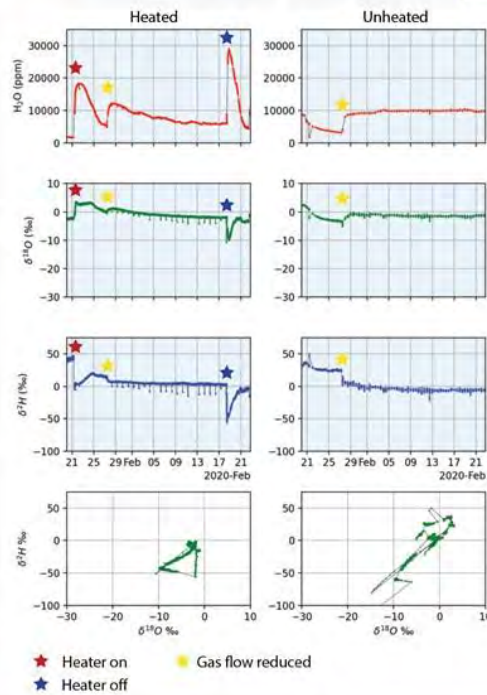 Heated Unheated
H₂O (ppm)
30000 30000
20000 20000
10000 10000
0 0
δ¹⁸O (‰)
10 10
0 0
−10 −10
−20 −20
−30 −30
δ²H (‰)
50 50
0 0
−50 −50
−100 −100
21 25 29Feb 05 09 13 17 21 21 25 29Feb 05 09 13 17 21
2020-Feb 2020-Feb
δ²H ‰
50 50
0 0
−50 −50
−100 −100
−30 −20 −10 0 10 −30 −20 −10 0 10
δ¹⁸O ‰ δ¹⁸O ‰
Heater on Gas flow reduced
Heater off